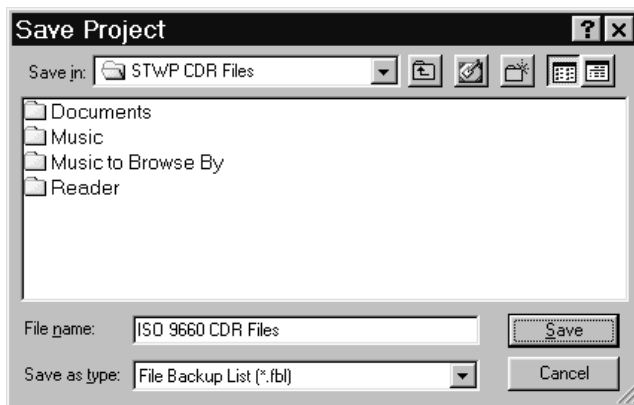 Save Project
Save in: STWP CDR Files
Documents
Music
Music to Browse By
Reader
File name: ISO 9660 CDR Files Save
Save as type: File Backup List (*.fbl) Cancel